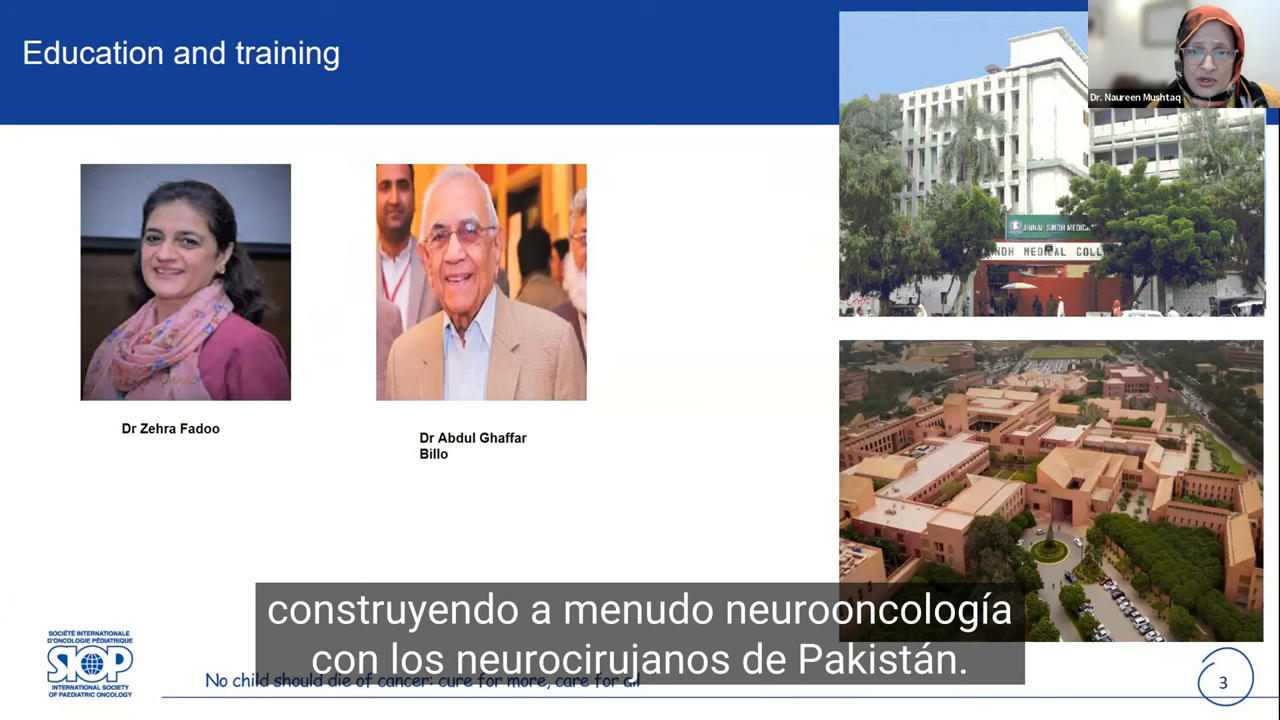 Education and training
Dr. Naureen Mushtaq
JINNAH SINDH MEDICA
NDH MEDICAL COLL
Dr Zehra Fadoo
Dr Abdul Ghaffar
Billo
construyendo a menudo neurooncología
con los neurocirujanos de Pakistán.
SOCIÉTÉ INTERNATIONALE
D'ONCOLOGIE PÉDIATRIQUE
SIOP
INTERNATIONAL SOCIETY
OF PAEDIATRIC ONCOLOGY
No child should die of cancer: cure for more, care for all
3